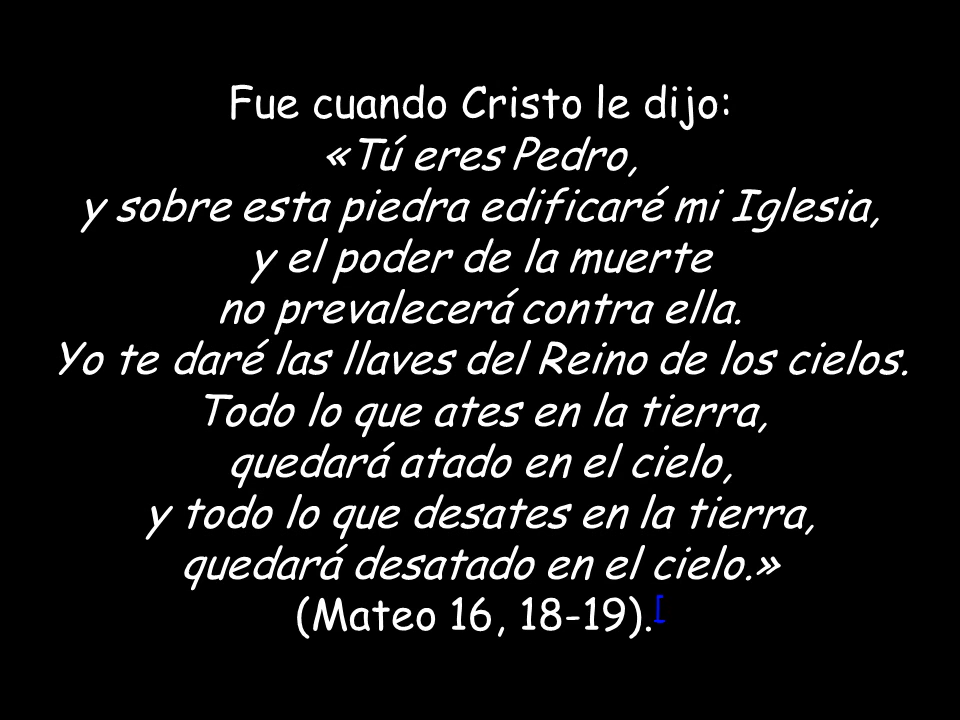 Fue cuando Cristo le dijo:
«Tú eres Pedro,
y sobre esta piedra edificaré mi Iglesia,
y el poder de la muerte
no prevalecerá contra ella.
Yo te daré las llaves del Reino de los cielos.
Todo lo que ates en la tierra,
quedará atado en el cielo,
y todo lo que desates en la tierra,
quedará desatado en el cielo.»
(Mateo 16, 18-19).[